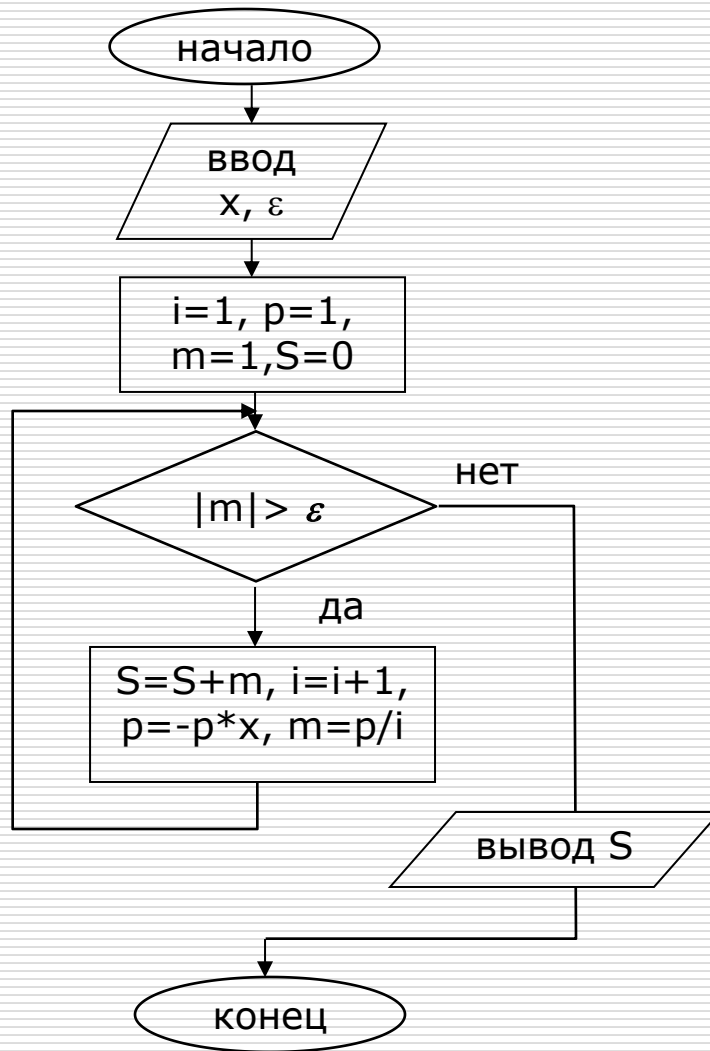 начало
ввод
x, ε
i=1, p=1,
m=1,S=0
|m|> ε
нет
да
S=S+m, i=i+1,
p=-p*x, m=p/i
вывод S
конец